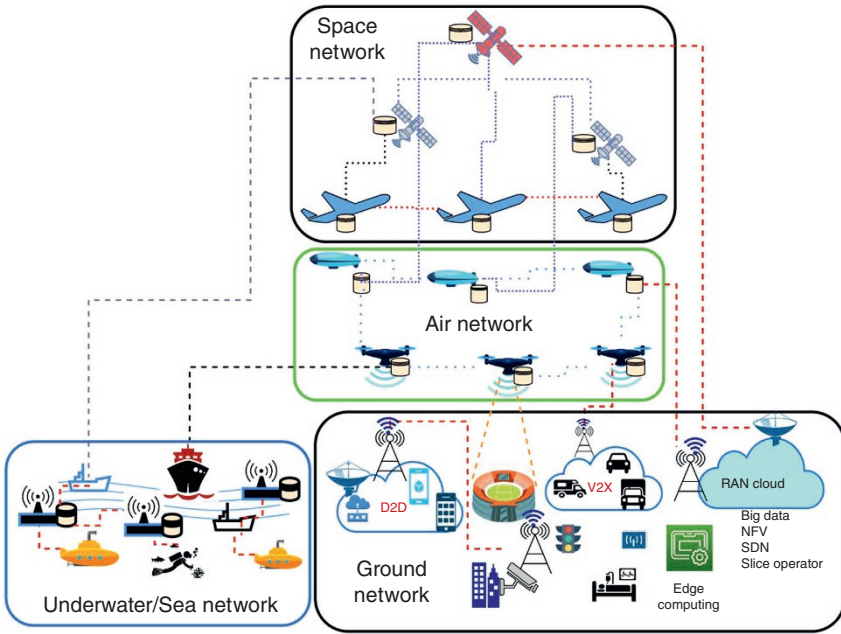 Space
network
Air network
D2D
V2X
RAN cloud
Big data
NFV
SDN
Slice operator
Ground
network
Edge
computing
Underwater/Sea network